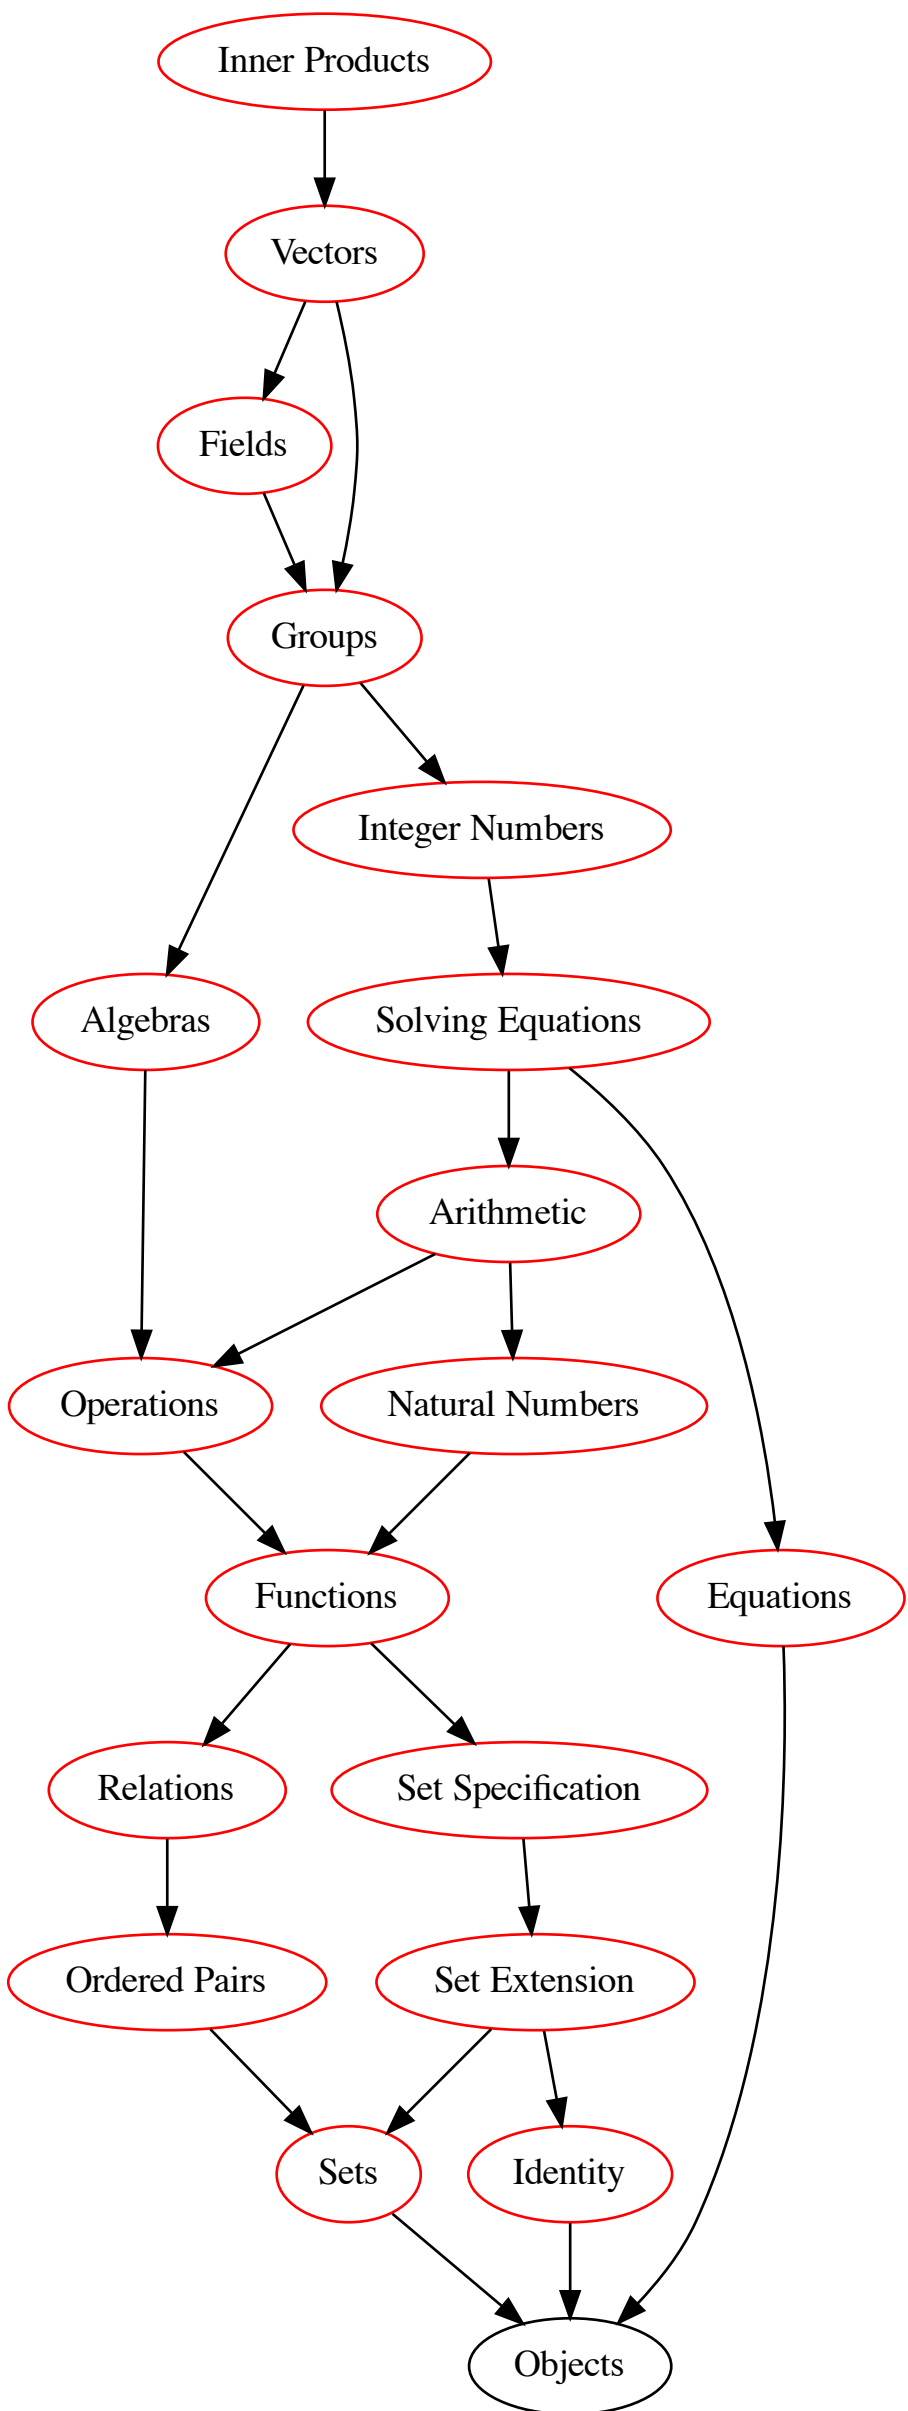 Inner Products
Vectors
Fields
Groups
Integer Numbers
Algebras
Solving Equations
Arithmetic
Operations
Natural Numbers
Functions
Equations
Relations
Set Specification
Ordered Pairs
Set Extension
Sets
Identity
Objects